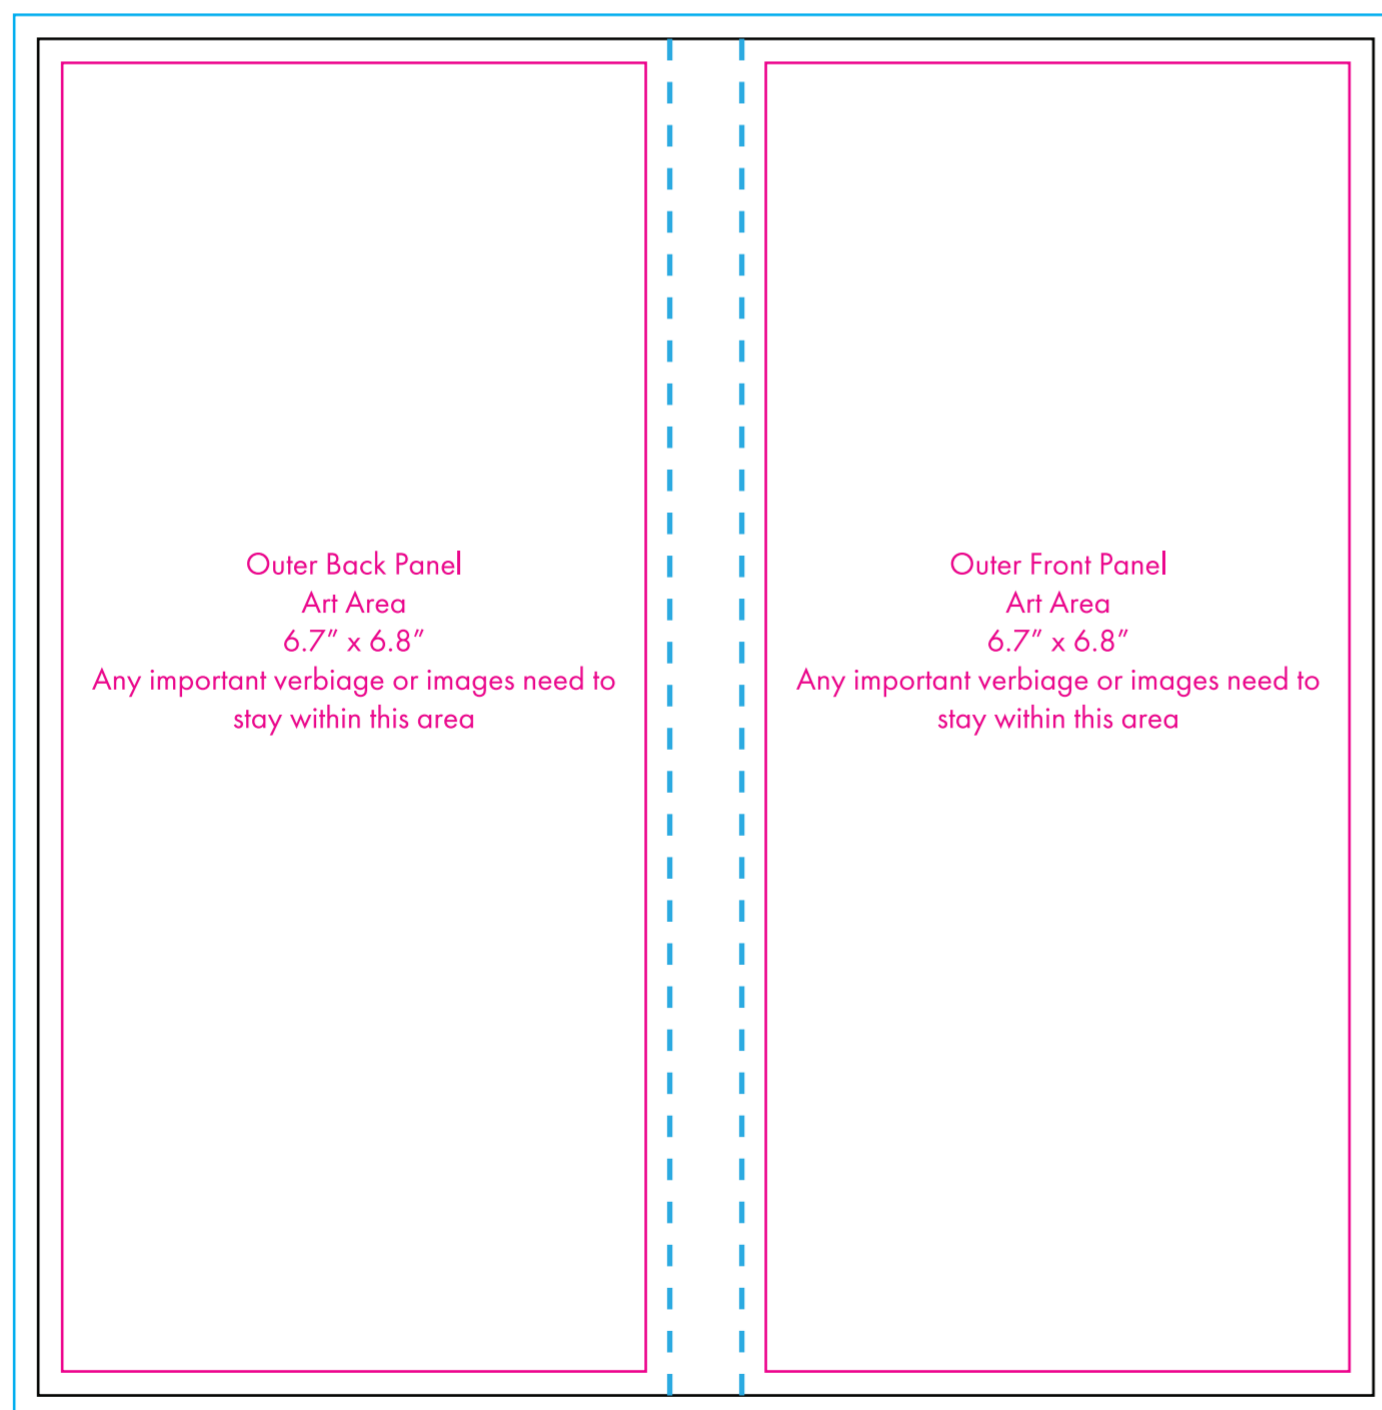 Outer Back Panel
Art Area
6.7” x 6.8”
Any important verbiage or images need to
stay within this area
Outer Front Panel
Art Area
6.7” x 6.8”
Any important verbiage or images need to
stay within this area